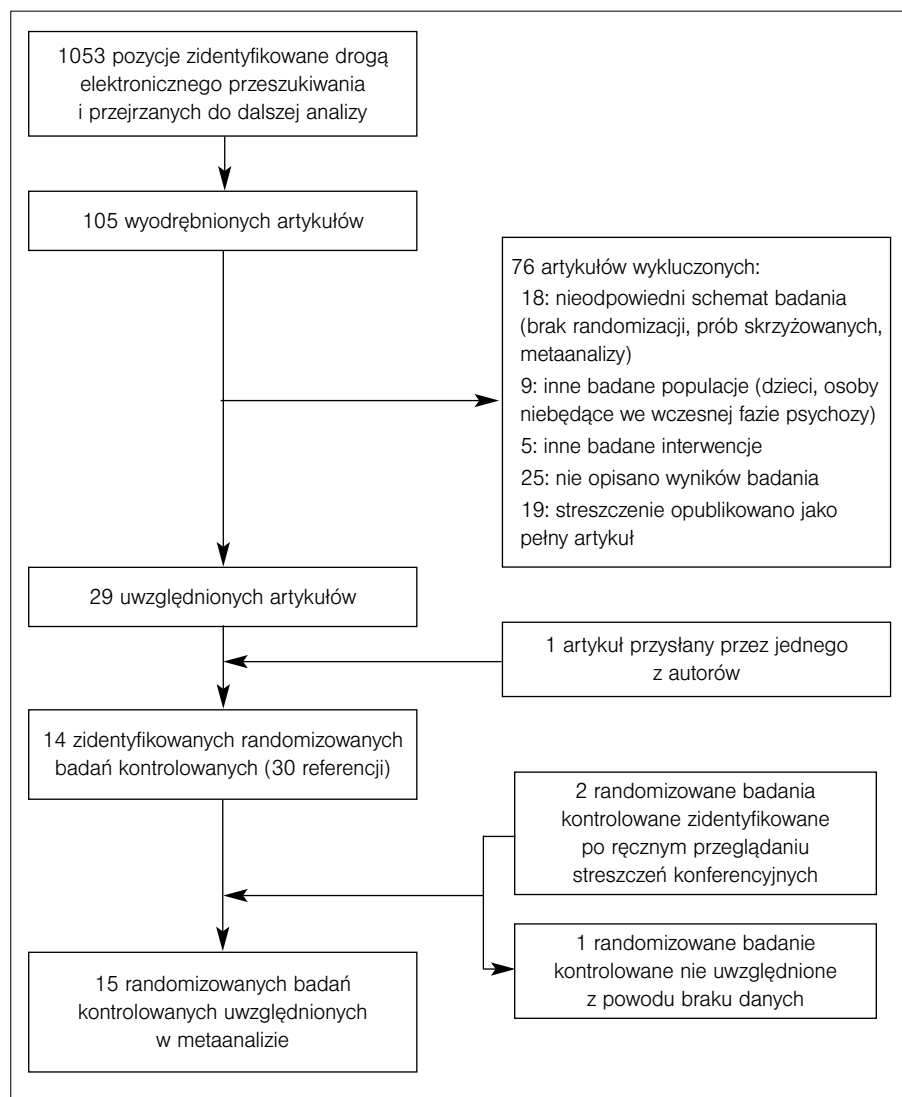 1053 pozycje zidentyfikowane drogą
elektronicznego przeszukiwania
i przejrzanych do dalszej analizy
105 wyodrębnionych artykułów
76 artykułów wykluczonych:
18: nieodpowiedni schemat badania
(brak randomizacji, prób skrzyżowanych,
metaanalizy)
9: inne badane populacje (dzieci, osoby
niebędące we wczesnej fazie psychozy)
5: inne badane interwencje
25: nie opisano wyników badania
19: streszczenie opublikowano jako
pełny artykuł
29 uwzględnionych artykułów
1 artykuł przysłany przez jednego
z autorów
14 zidentyfikowanych randomizowanych
badań kontrolowanych (30 referencji)
2 randomizowane badania
kontrolowane zidentyfikowane
po ręcznym przeglądaniu
streszczeń konferencyjnych
1 randomizowane badanie
kontrolowane nie uwzględnione
z powodu braku danych
15 randomizowanych badań
kontrolowanych uwzględnionych
w metaanalizie